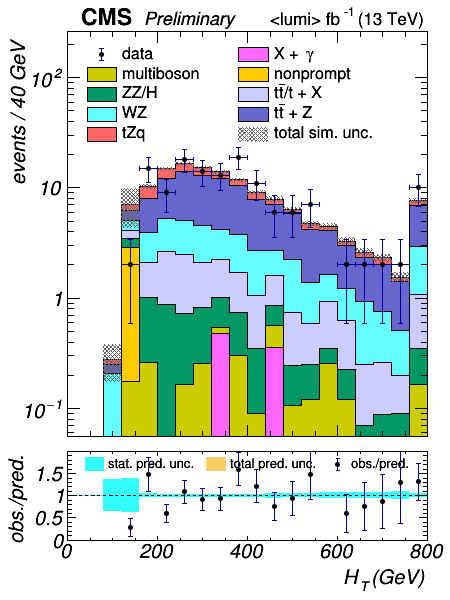 CMS Preliminary <lumi> fb⁻¹ (13 TeV)
events / 40 GeV
10²
10
1
10⁻¹
data
multiboson
ZZ/H
WZ
tZq
X + γ
nonprompt
tt̄/t + X
tt̄ + Z
total sim. unc.
obs./pred.
1.5
1
0.5
0
stat. pred. unc. total pred. unc. obs./pred.
0 200 400 600 800
H_T (GeV)